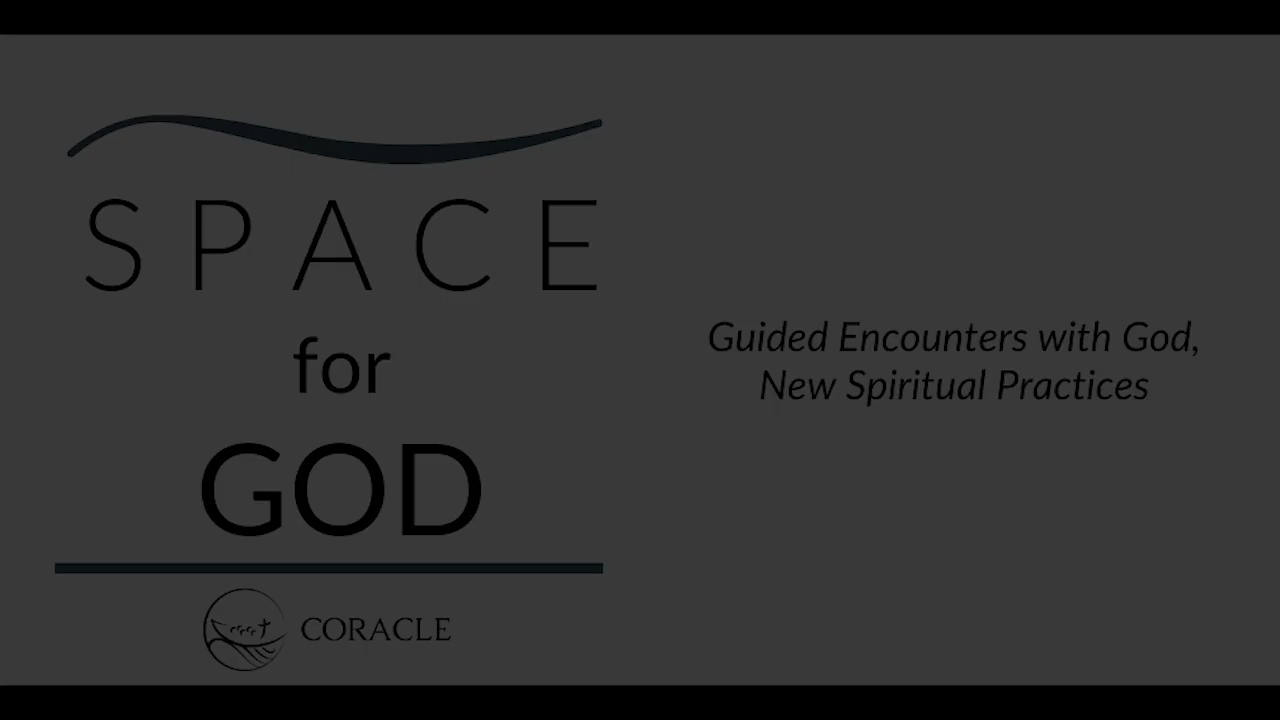 SPACE
for
GOD
CORACLE
Guided Encounters with God,
New Spiritual Practices